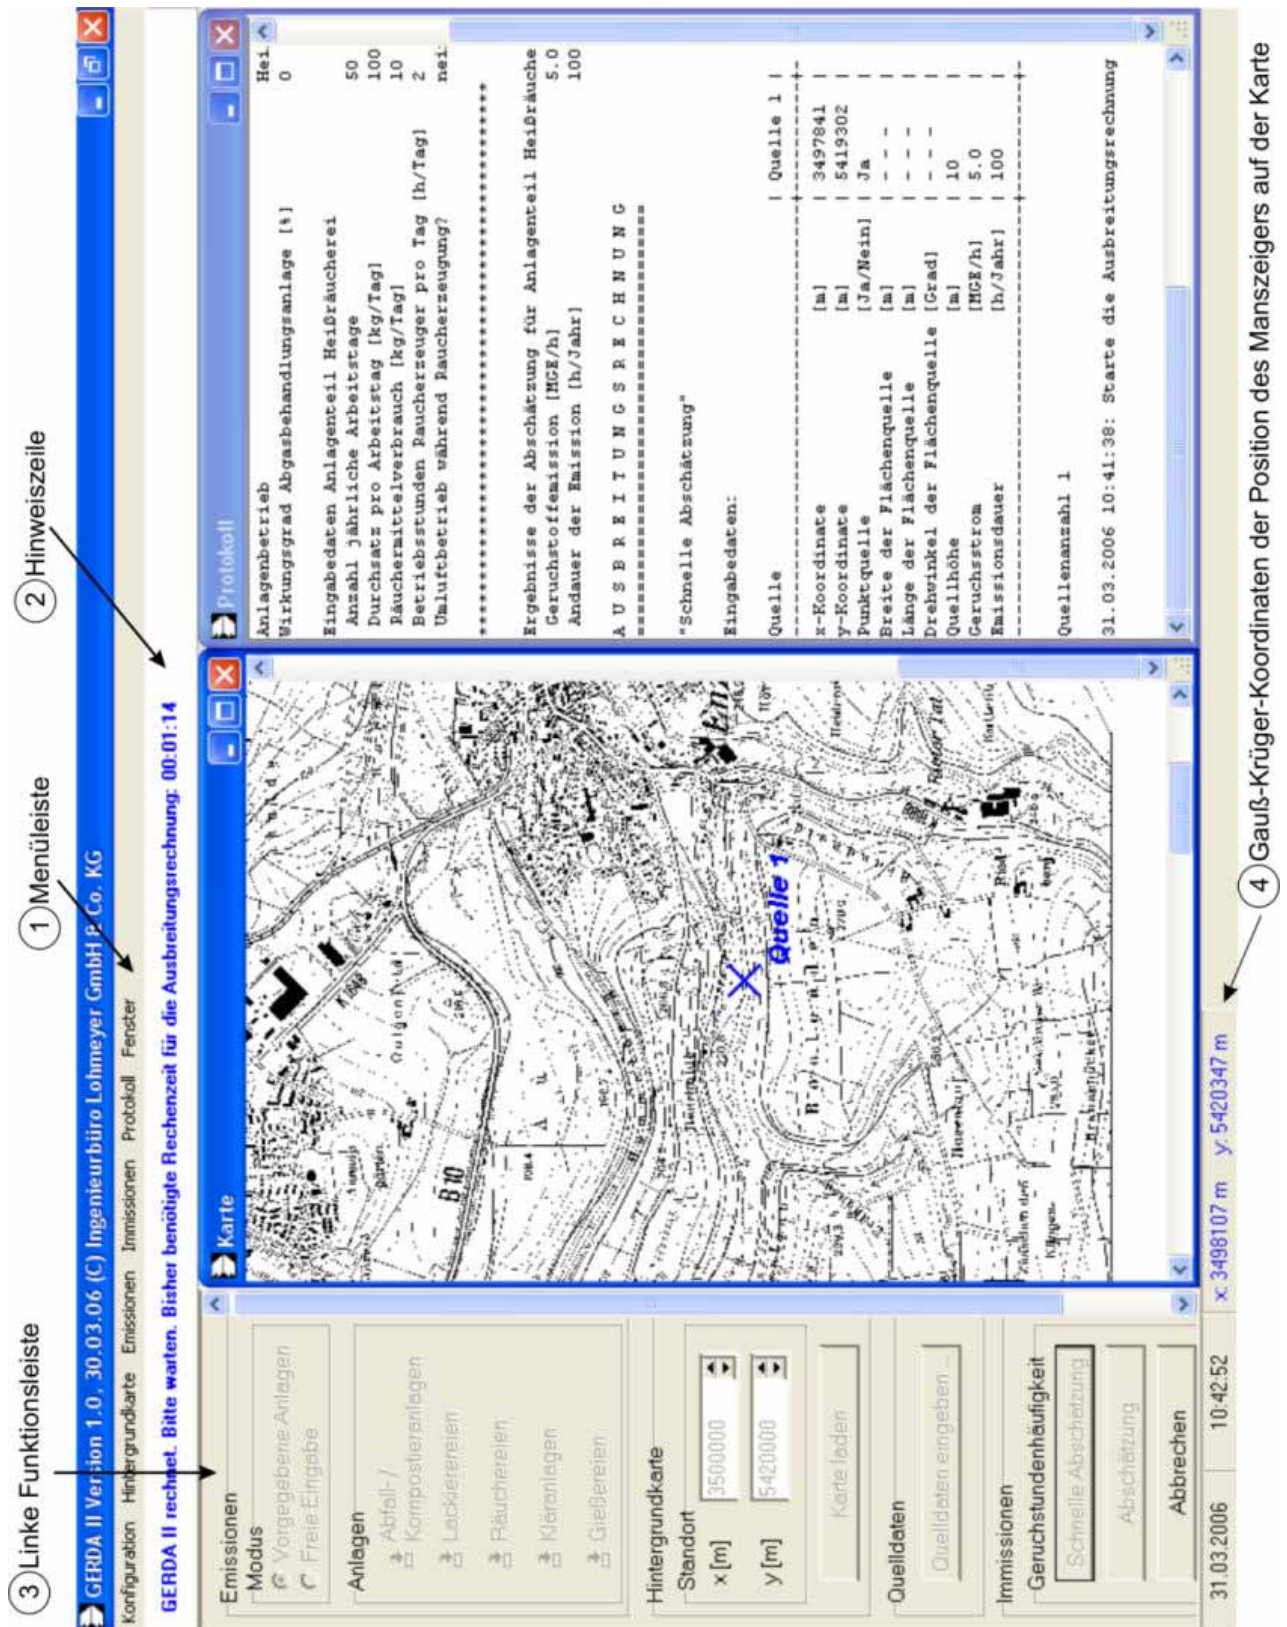 3 Linke Funktionsleiste
1 Menüleiste
2 Hinweiszeile
GERDA II Version 1.0, 30.03.06 (C) Ingenieurbüro Lohmeyer GmbH & Co. KG
Konfiguration Hintergrundkarte Emissionen Immissionen Protokoll Fenster
GERDA II rechnet. Bitte warten. Bisher benötigte Rechenzeit für die Ausbreitungsrechnung: 00:01:14
Emissionen
Modus
Vorgegebene Anlagen
Freie Eingabe
Anlagen
Abfall-/
Kompostieranlagen
Lackierereien
Räuchereien
Kläranlagen
Gießereien
Hintergrundkarte
Standort
x [m] 3500000
y [m] 5420000
Karte laden
Quelldaten
Quelldaten eingeben ...
Immissionen
Geruchstundenhäufigkeit
Schnelle Abschätzung
Abschätzung
Abbrechen
Karte
K 1648
B10
A u
Quelle 1
Protokoll
Anlagenbetrieb Hei
Wirkungsgrad Abgasbehandlungsanlage [%] 0
Eingabedaten Anlagenteil Heißräucherei
Anzahl jährliche Arbeitstage 50
Durchsatz pro Arbeitstag [kg/Tag] 100
Räuchermittelverbrauch [kg/Tag] 10
Betriebsstunden Raucherzeuger pro Tag [h/Tag] 2
Umluftbetrieb während Raucherzeugung? nei
****************************************************
Ergebnisse der Abschätzung für Anlagenteil Heißräuche
Geruchstoffemission [MGE/h] 5.0
Andauer der Emission [h/Jahr] 100
A U S B R E I T U N G S R E C H N U N G
=======================================
"Schnelle Abschätzung"
Eingabedaten:
Quelle | Quelle 1 |
x-Koordinate [m] | 3497841 |
y-Koordinate [m] | 5419302 |
Punktquelle [Ja/Nein] | Ja |
Breite der Flächenquelle [m] | - - - |
Länge der Flächenquelle [m] | - - - |
Drehwinkel der Flächenquelle [Grad] | - - - |
Quellhöhe [m] | 10 |
Geruchsstrom [MGE/h] | 5.0 |
Emissionsdauer [h/Jahr] | 100 |
Quellenanzahl 1
31.03.2006 10:41:38: Starte die Ausbreitungsrechnung
31.03.2006 10:42:52 x: 3498107 m y: 5420347 m
4 Gauß-Krüger-Koordinaten der Position des Manszeigers auf der Karte